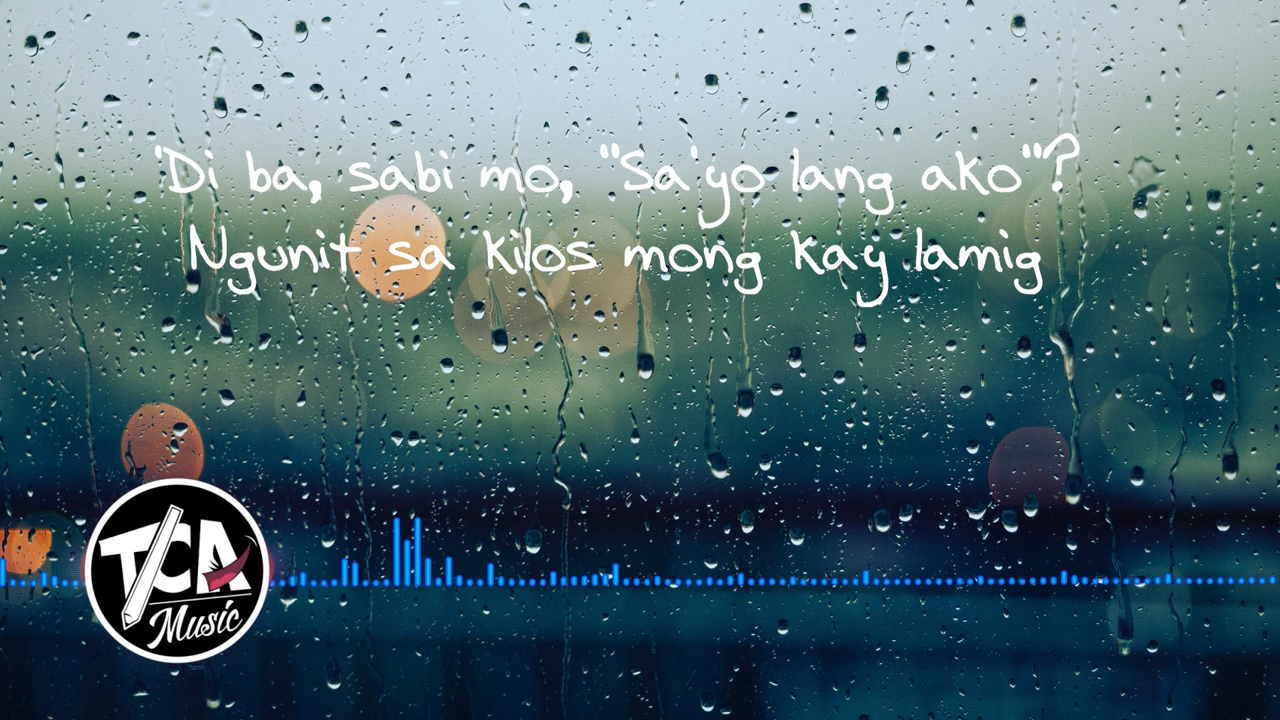 'Di ba, sabi mo, "Sa'yo lang ako"?
Ngunit sa kilos mong kay lamig
TCA
Music